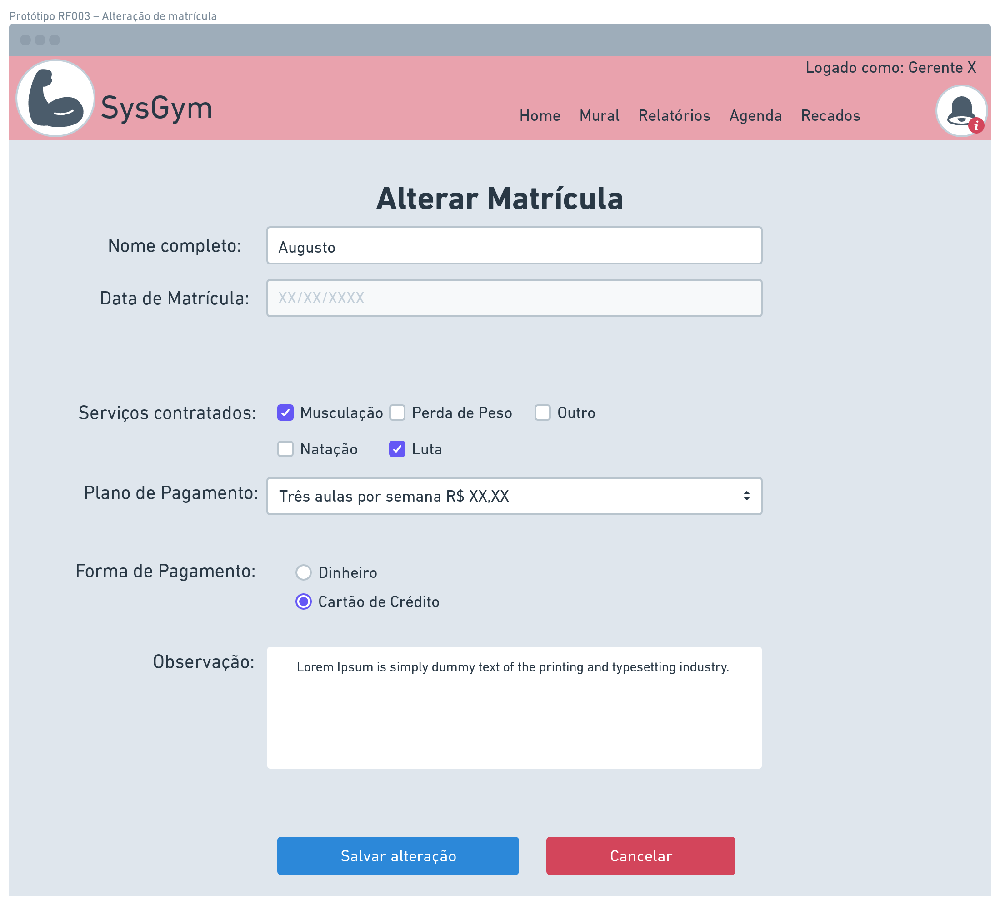 Protótipo RF003 – Alteração de matrícula
Logado como: Gerente X
SysGym
Home Mural Relatórios Agenda Recados
i
Alterar Matrícula
Nome completo: Augusto
Data de Matrícula: XX/XX/XXXX
Serviços contratados: Musculação Perda de Peso Outro
Natação Luta
Plano de Pagamento: Três aulas por semana R$ XX,XX
Forma de Pagamento: Dinheiro
Cartão de Crédito
Observação: Lorem Ipsum is simply dummy text of the printing and typesetting industry.
Salvar alteração Cancelar